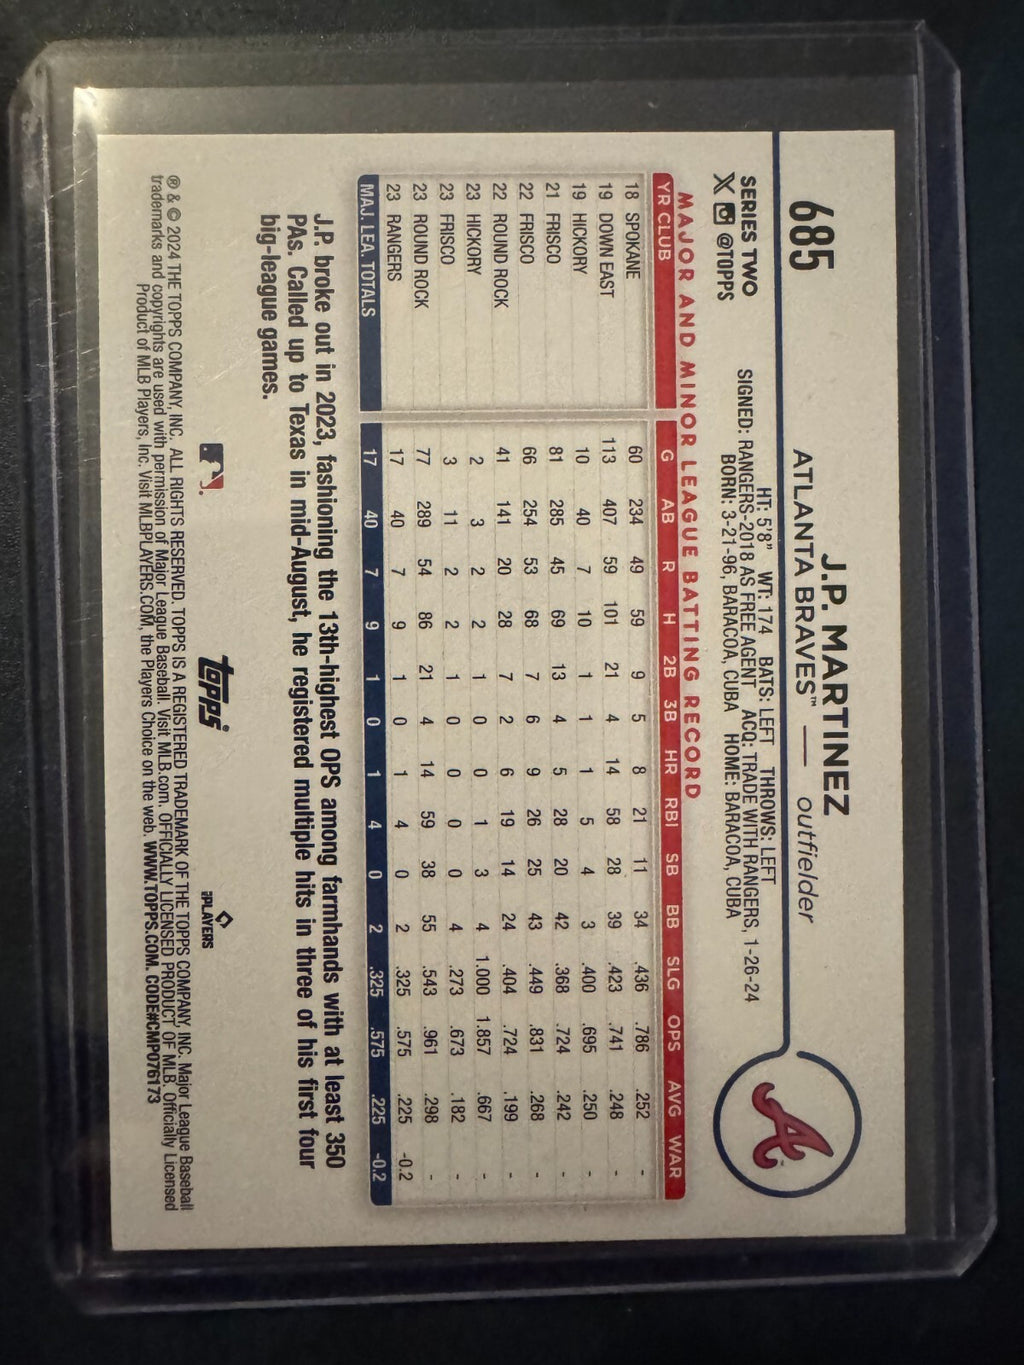 685
J.P. MARTINEZ
ATLANTA BRAVES™ — outfielder
A
SERIES TWO
X @TOPPS
HT: 5'8" WT: 174 BATS: LEFT THROWS: LEFT
SIGNED: RANGERS-2018 AS FREE AGENT ACQ: TRADE WITH RANGERS, 1-26-24
BORN: 3-21-96, BARACOA, CUBA HOME: BARACOA, CUBA
MAJOR AND MINOR LEAGUE BATTING RECORD
YR CLUB G AB R H 2B 3B HR RBI SB BB SLG OPS AVG WAR
18 SPOKANE 60 234 49 59 9 5 8 21 11 34 .436 .786 .252 -
19 DOWN EAST 113 407 59 101 21 4 14 58 28 39 .423 .741 .248 -
19 HICKORY 10 40 7 10 1 1 1 5 4 3 .400 .695 .250 -
21 FRISCO 81 285 45 69 13 4 5 28 20 42 .368 .724 .242 -
22 FRISCO 66 254 53 68 7 6 9 26 25 43 .449 .831 .268 -
22 ROUND ROCK 41 141 20 28 7 2 6 19 14 24 .404 .724 .199 -
23 HICKORY 2 3 2 2 1 0 0 1 3 4 1.000 1.857 .667 -
23 FRISCO 3 11 2 2 1 0 0 0 0 4 .273 .673 .182 -
23 ROUND ROCK 77 289 54 86 21 4 14 59 38 55 .543 .961 .298 -
23 RANGERS 17 40 7 9 1 0 1 4 0 2 .325 .575 .225 -0.2
MAJ. LEA. TOTALS 17 40 7 9 1 0 1 4 0 2 .325 .575 .225 -0.2
J.P. broke out in 2023, fashioning the 13th-highest OPS among farmhands with at least 350
PAs. Called up to Texas in mid-August, he registered multiple hits in three of his first four
big-league games.
topps®
PLAYERS
® & © 2024 THE TOPPS COMPANY, INC. ALL RIGHTS RESERVED. TOPPS IS A REGISTERED TRADEMARK OF THE TOPPS COMPANY, INC. Major League Baseball
trademarks and copyrights are used with permission of Major League Baseball. Visit MLB.com. OFFICIALLY LICENSED PRODUCT OF MLB. Officially Licensed
Product of MLB Players, Inc. Visit MLBPLAYERS.COM, the Players Choice on the web. WWW.TOPPS.COM. CODE#CMP076173